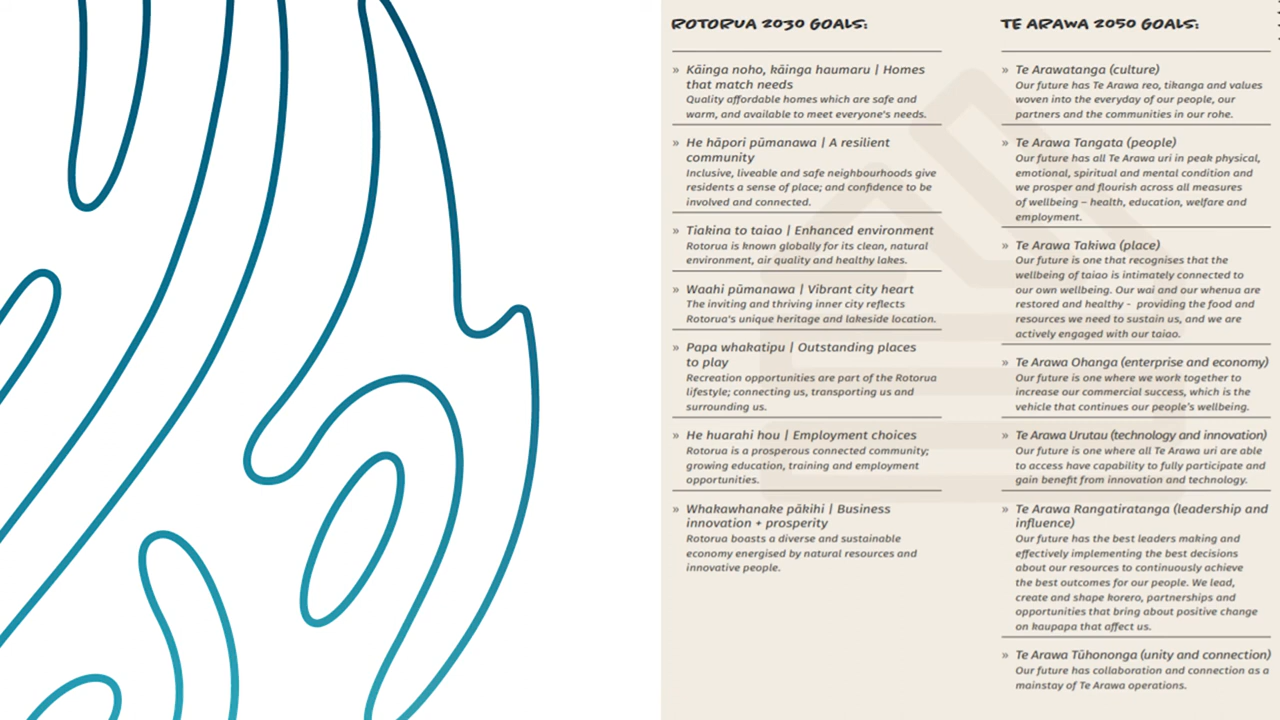 ROTORUA 2030 GOALS:
» Kāinga noho, kāinga haumaru | Homes
that match needs
Quality affordable homes which are safe and
warm, and available to meet everyone's needs.
» He hāpori pūmanawa | A resilient
community
Inclusive, liveable and safe neighbourhoods give
residents a sense of place; and confidence to be
involved and connected.
» Tiakina to taiao | Enhanced environment
Rotorua is known globally for its clean, natural
environment, air quality and healthy lakes.
» Waahi pūmanawa | Vibrant city heart
The inviting and thriving inner city reflects
Rotorua's unique heritage and lakeside location.
» Papa whakatipu | Outstanding places
to play
Recreation opportunities are part of the Rotorua
lifestyle; connecting us, transporting us and
surrounding us.
» He huarahi hou | Employment choices
Rotorua is a prosperous connected community;
growing education, training and employment
opportunities.
» Whakawhanake pākihi | Business
innovation + prosperity
Rotorua boasts a diverse and sustainable
economy energised by natural resources and
innovative people.
TE ARAWA 2050 GOALS:
» Te Arawatanga (culture)
Our future has Te Arawa reo, tikanga and values
woven into the everyday of our people, our
partners and the communities in our rohe.
» Te Arawa Tangata (people)
Our future has all Te Arawa uri in peak physical,
emotional, spiritual and mental condition and
we prosper and flourish across all measures
of wellbeing – health, education, welfare and
employment.
» Te Arawa Takiwa (place)
Our future is one that recognises that the
wellbeing of taiao is intimately connected to
our own wellbeing. Our wai and our whenua are
restored and healthy - providing the food and
resources we need to sustain us, and we are
actively engaged with our taiao.
» Te Arawa Ohanga (enterprise and economy)
Our future is one where we work together to
increase our commercial success, which is the
vehicle that continues our people's wellbeing.
» Te Arawa Urutau (technology and innovation)
Our future is one where all Te Arawa uri are able
to access have capability to fully participate and
gain benefit from innovation and technology.
» Te Arawa Rangatiratanga (leadership and
influence)
Our future has the best leaders making and
effectively implementing the best decisions
about our resources to continuously achieve
the best outcomes for our people. We lead,
create and shape korero, partnerships and
opportunities that bring about positive change
on kaupapa that affect us.
» Te Arawa Tūhononga (unity and connection)
Our future has collaboration and connection as a
mainstay of Te Arawa operations.